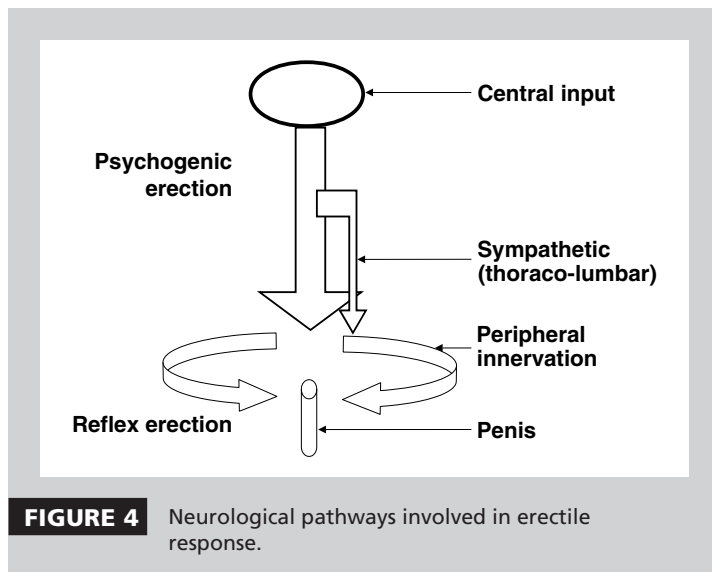 Central input
Psychogenic
erection
Sympathetic
(thoraco-lumbar)
Peripheral
innervation
Reflex erection
Penis
FIGURE 4 Neurological pathways involved in erectile
response.